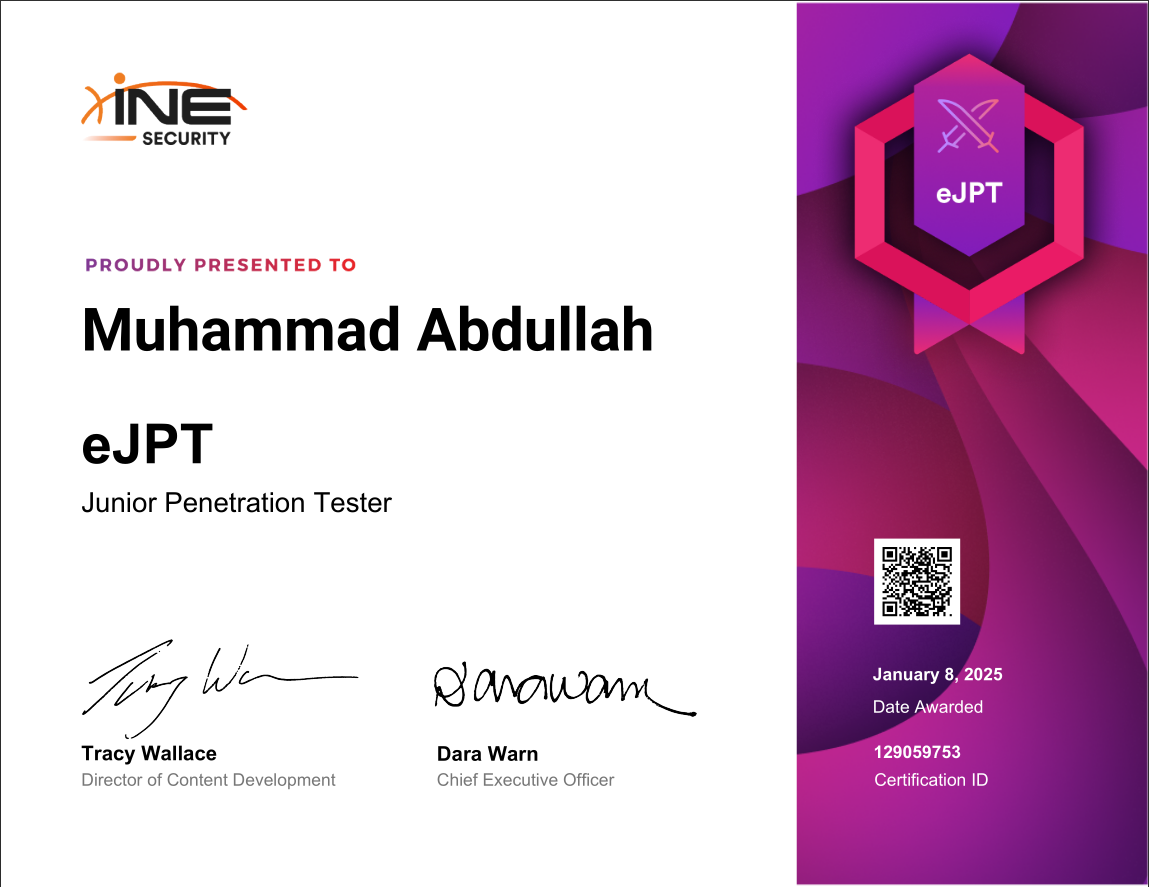 INE
SECURITY
eJPT
PROUDLY PRESENTED TO
Muhammad Abdullah
eJPT
Junior Penetration Tester
Tracy Wallace
Director of Content Development
Dara Warn
Chief Executive Officer
January 8, 2025
Date Awarded
129059753
Certification ID